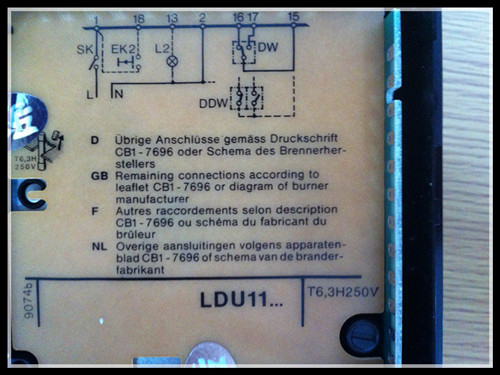 1 18 13 2 16 17 15
SK EK2 L2 DW
L N
DDW
T6,3H
250V
D Übrige Anschlüsse gemäss Druckschrift
CB1-7696 oder Schema des Brennerher-
stellers
GB Remaining connections according to
leaflet CB1-7696 or diagram of burner
manufacturer
F Autres raccordements selon description
CB1-7696 ou schéma du fabricant du
brûleur
NL Overige aansluitingen volgens apparaten-
blad CB1-7696 of schema van de brander-
fabrikant
9074b LDU11... T6,3H250V